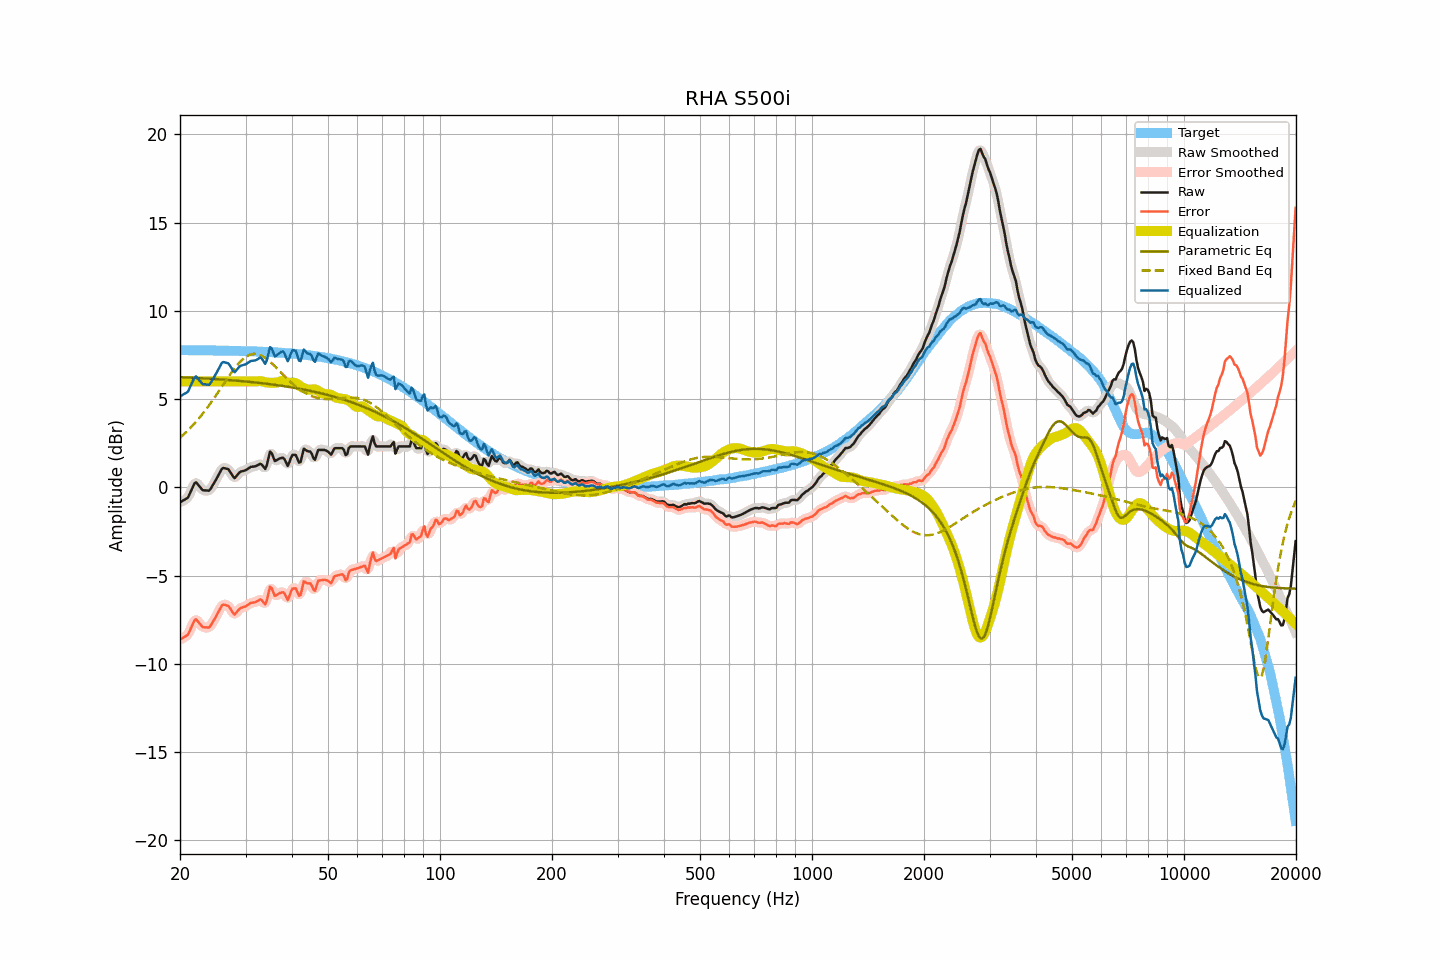 RHA S500i
Amplitude (dBr)
20
15
10
5
0
−5
−10
−15
−20
Target
Raw Smoothed
Error Smoothed
Raw
Error
Equalization
Parametric Eq
Fixed Band Eq
Equalized
20 50 100 200 500 1000 2000 5000 10000 20000
Frequency (Hz)